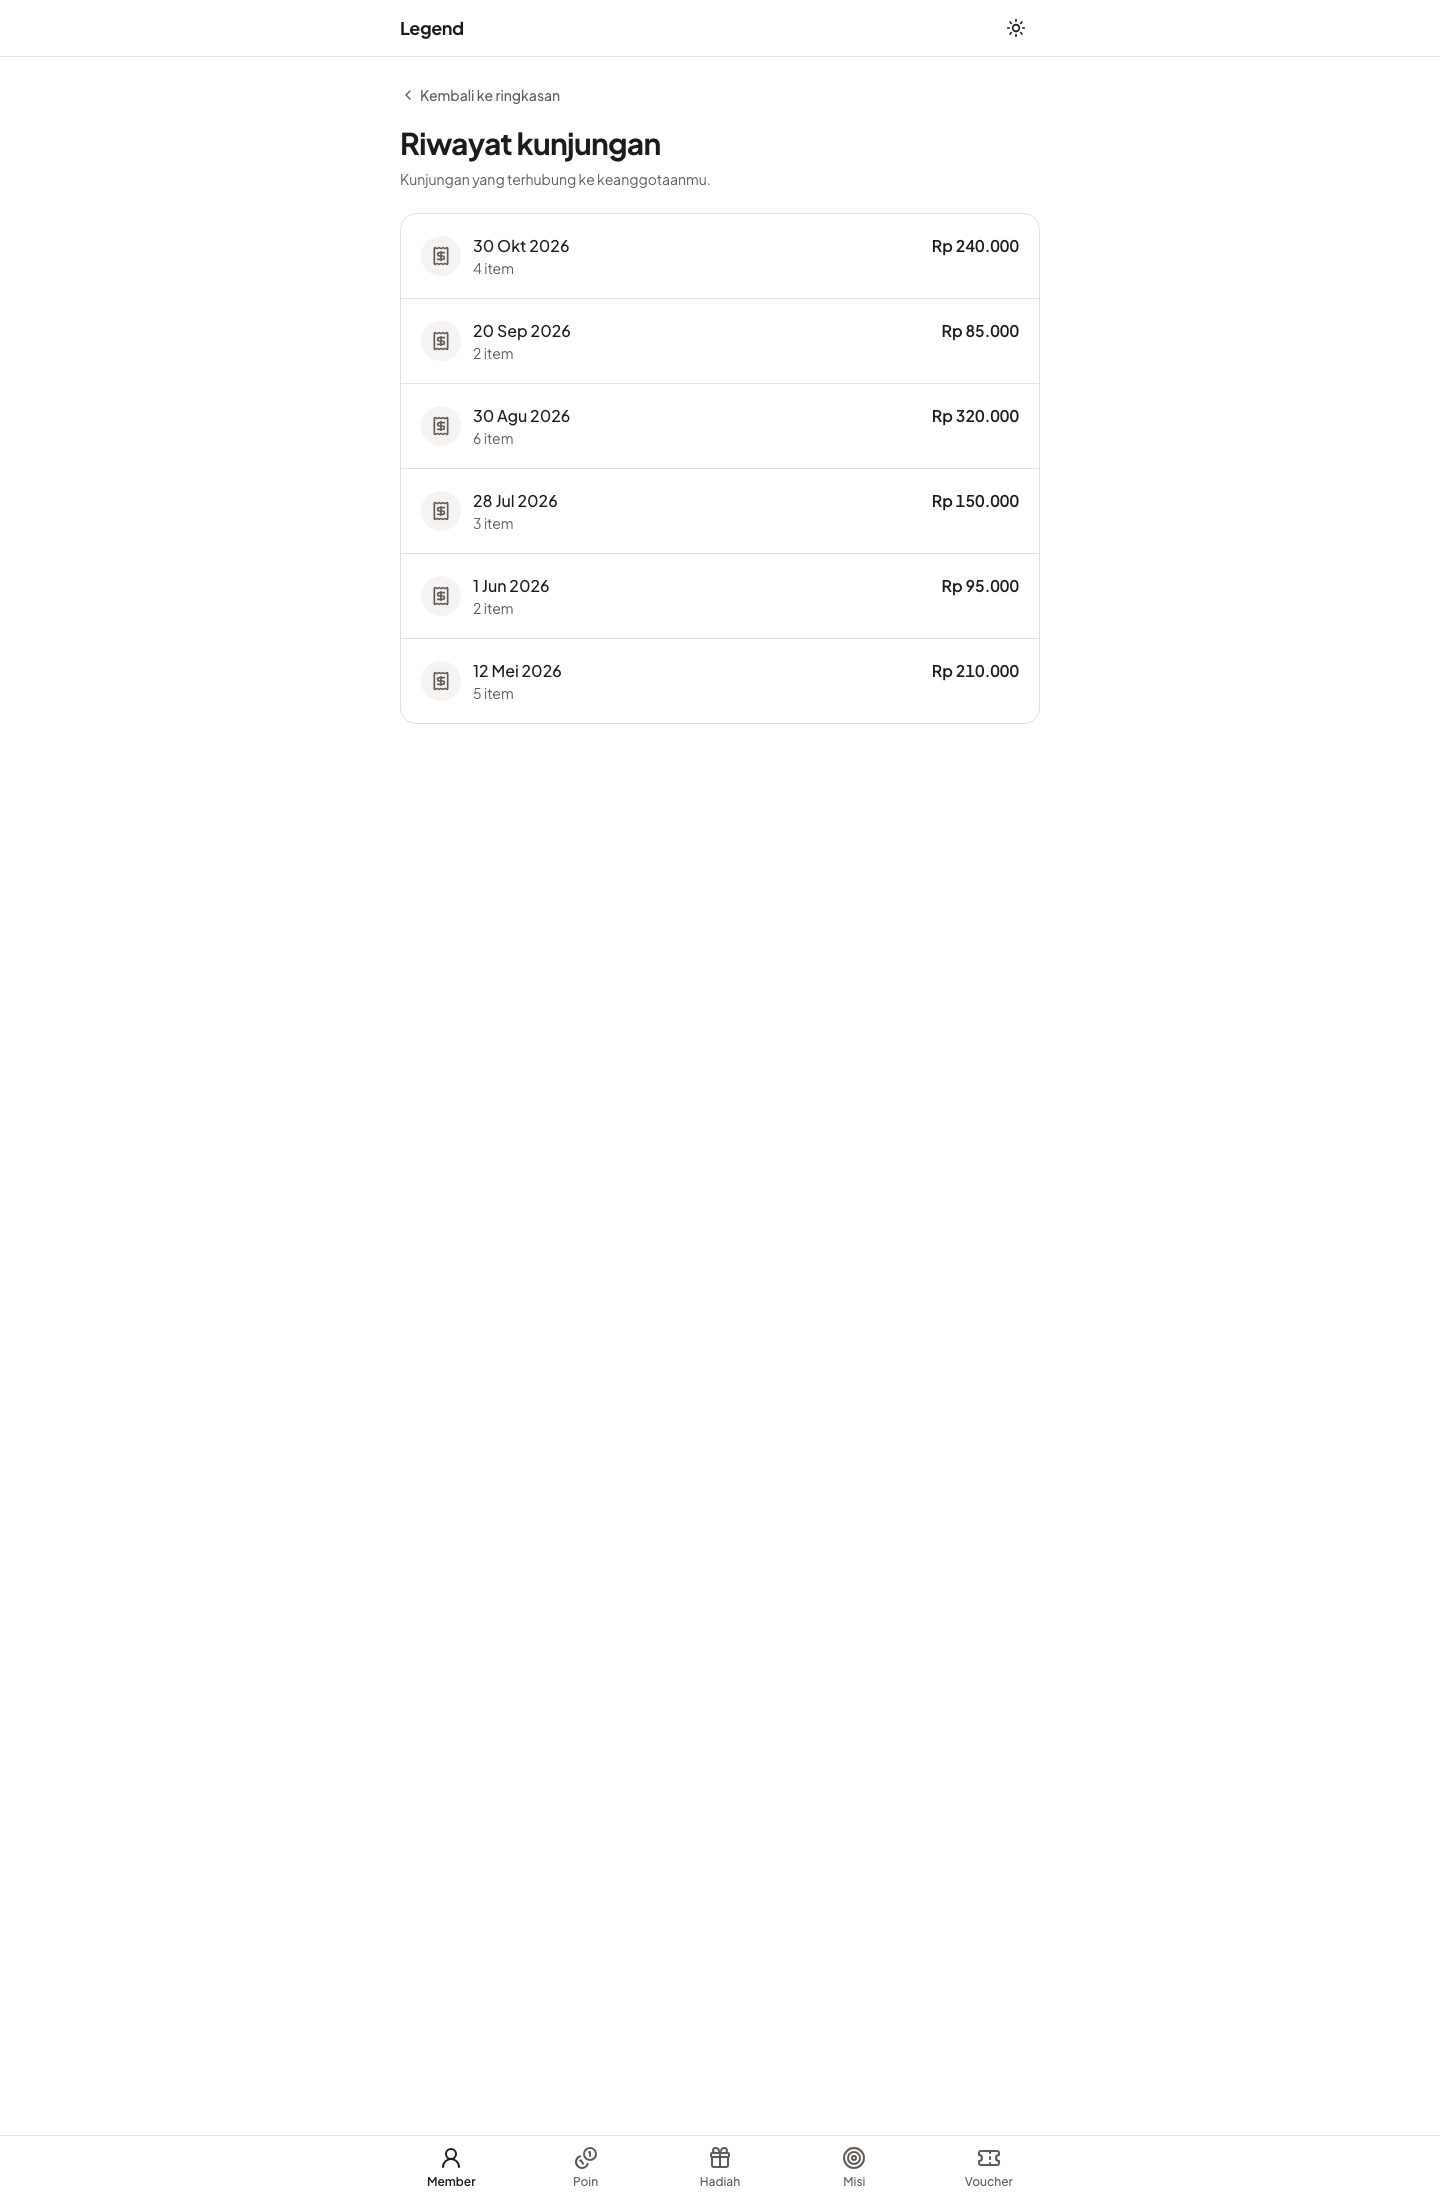 Legend
Kembali ke ringkasan
Riwayat kunjungan
Kunjungan yang terhubung ke keanggotaanmu.
30 Okt 2026 Rp 240.000
4 item
20 Sep 2026 Rp 85.000
2 item
30 Agu 2026 Rp 320.000
6 item
28 Jul 2026 Rp 150.000
3 item
1 Jun 2026 Rp 95.000
2 item
12 Mei 2026 Rp 210.000
5 item
Member Poin Hadiah Misi Voucher